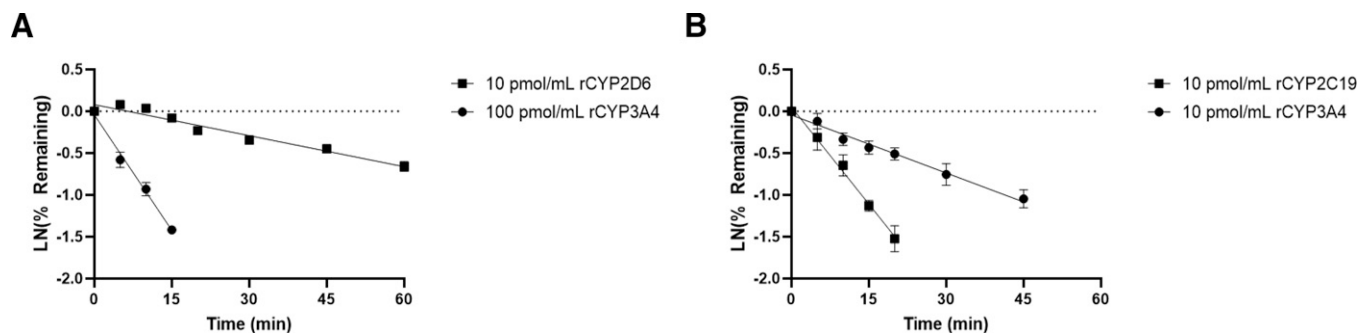 A
LN(% Remaining)
0.5
0.0
-0.5
-1.0
-1.5
-2.0
0
15
30
45
60
Time (min)
10 pmol/mL rCYP2D6
100 pmol/mL rCYP3A4
B
LN(% Remaining)
0.5
0.0
-0.5
-1.0
-1.5
-2.0
0
15
30
45
60
Time (min)
10 pmol/mL rCYP2C19
10 pmol/mL rCYP3A4